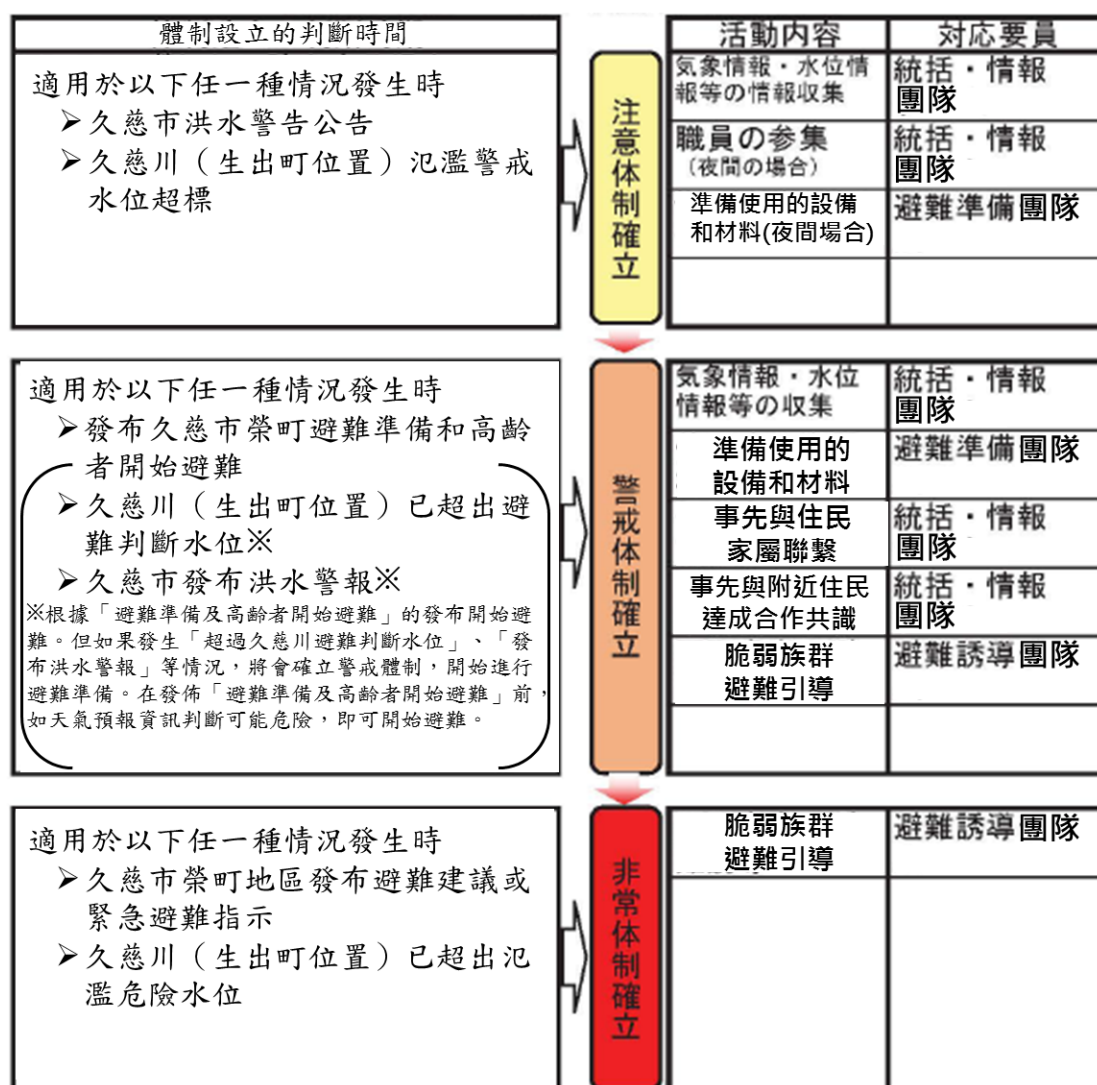 體制設立的判斷時間
適用於以下任一種情況發生時
➢久慈市洪水警告公告
➢久慈川（生出町位置）氾濫警戒
水位超標
注意体制確立
活動内容
対応要員
気象情報・水位情
報等の情報収集
統括・情報
團隊
職員の参集
（夜間の場合）
統括・情報
團隊
準備使用的設備
和材料(夜間場合)
避難準備團隊
適用於以下任一種情況發生時
➢發布久慈市榮町避難準備和高齡
者開始避難
➢久慈川（生出町位置）已超出避
難判斷水位※
➢久慈市發布洪水警報※
※根據「避難準備及高齡者開始避難」的發布開始避
難。但如果發生「超過久慈川避難判斷水位」、「發
布洪水警報」等情況，將會確立警戒體制，開始進行
避難準備。在發佈「避難準備及高齡者開始避難」前，
如天氣預報資訊判斷可能危險，即可開始避難。
警戒体制確立
気象情報・水位
情報等の収集
統括・情報
團隊
準備使用的
設備和材料
避難準備團隊
事先與住民
家屬聯繫
統括・情報
團隊
事先與附近住民
達成合作共識
統括・情報
團隊
脆弱族群
避難引導
避難誘導團隊
適用於以下任一種情況發生時
➢久慈市榮町地區發布避難建議或
緊急避難指示
➢久慈川（生出町位置）已超出氾
濫危險水位
非常体制確立
脆弱族群
避難引導
避難誘導團隊